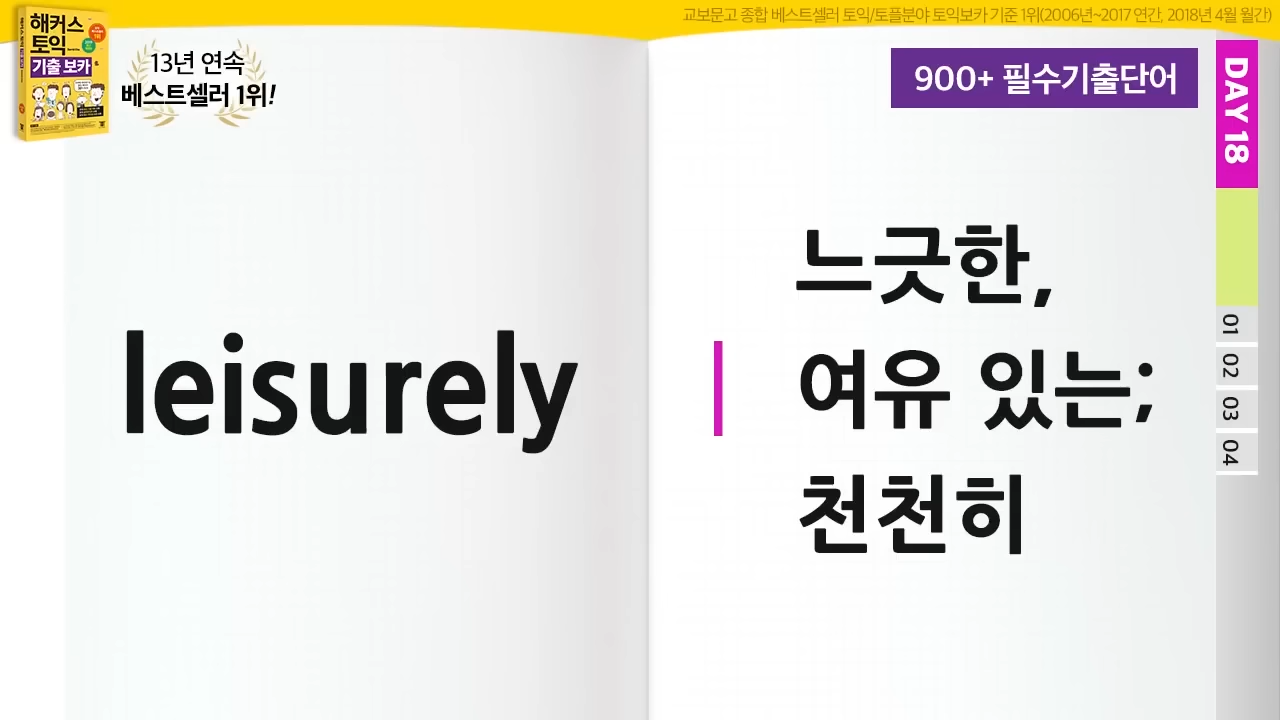 교보문고 종합 베스트셀러 토익/토플분야 토익보카 기준 1위(2006년~2017 연간, 2018년 4월 월간)
해커스
토익
기출 보카
13년 연속
베스트셀러 1위!
900+ 필수기출단어
DAY 18
leisurely
느긋한,
여유 있는;
천천히
01
02
03
04